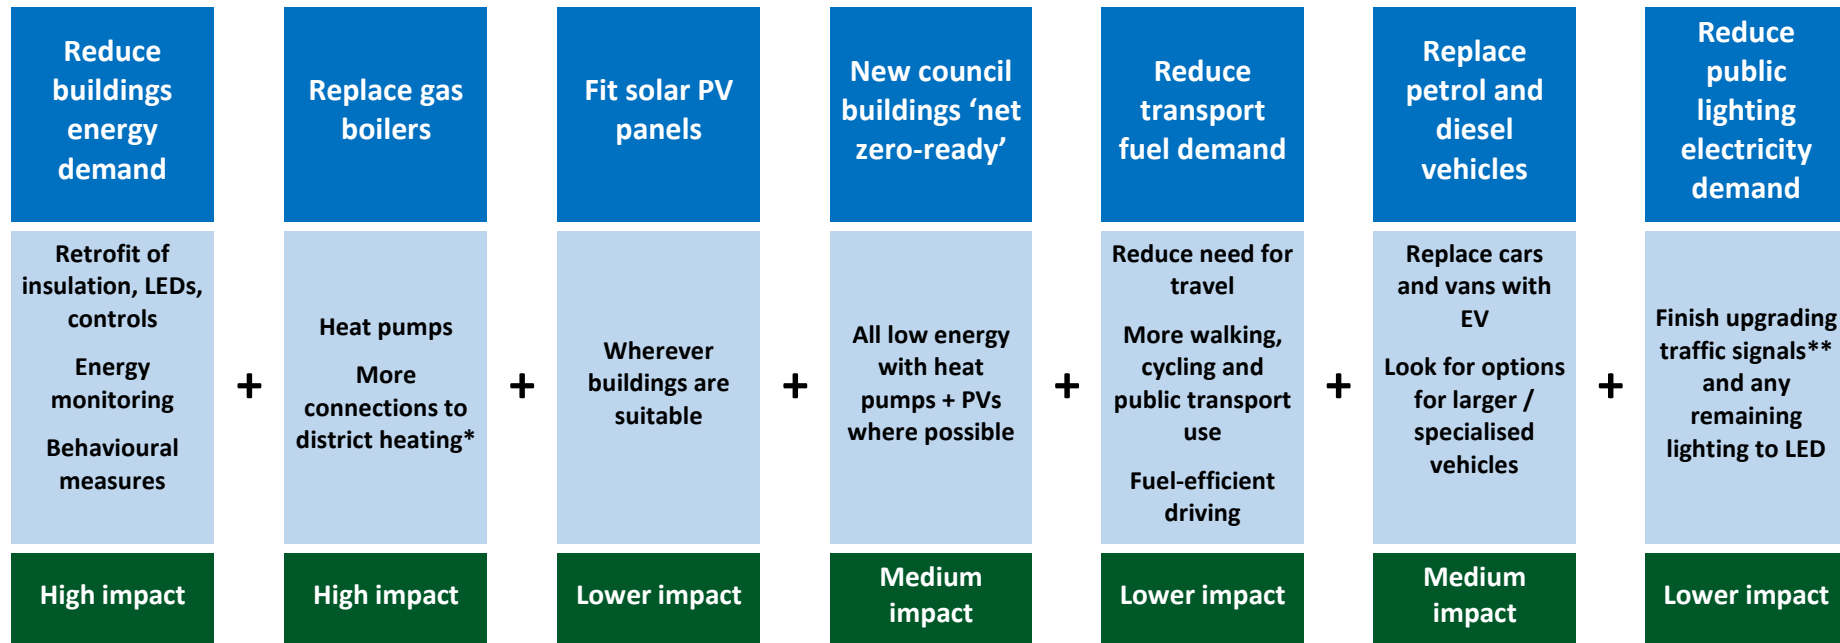 Reduce
buildings
energy
demand
Retrofit of
insulation, LEDs,
controls
Energy
monitoring
Behavioural
measures
High impact
+
Replace gas
boilers
Heat pumps
More
connections to
district heating*
High impact
+
Fit solar PV
panels
Wherever
buildings are
suitable
Lower impact
+
New council
buildings ‘net
zero-ready’
All low energy
with heat
pumps + PVs
where possible
Medium
impact
+
Reduce
transport
fuel demand
Reduce need for
travel
More walking,
cycling and
public transport
use
Fuel-efficient
driving
Lower impact
+
Replace
petrol and
diesel
vehicles
Replace cars
and vans with
EV
Look for options
for larger /
specialised
vehicles
Medium
impact
+
Reduce
public
lighting
electricity
demand
Finish upgrading
traffic signals**
and any
remaining
lighting to LED
Lower impact